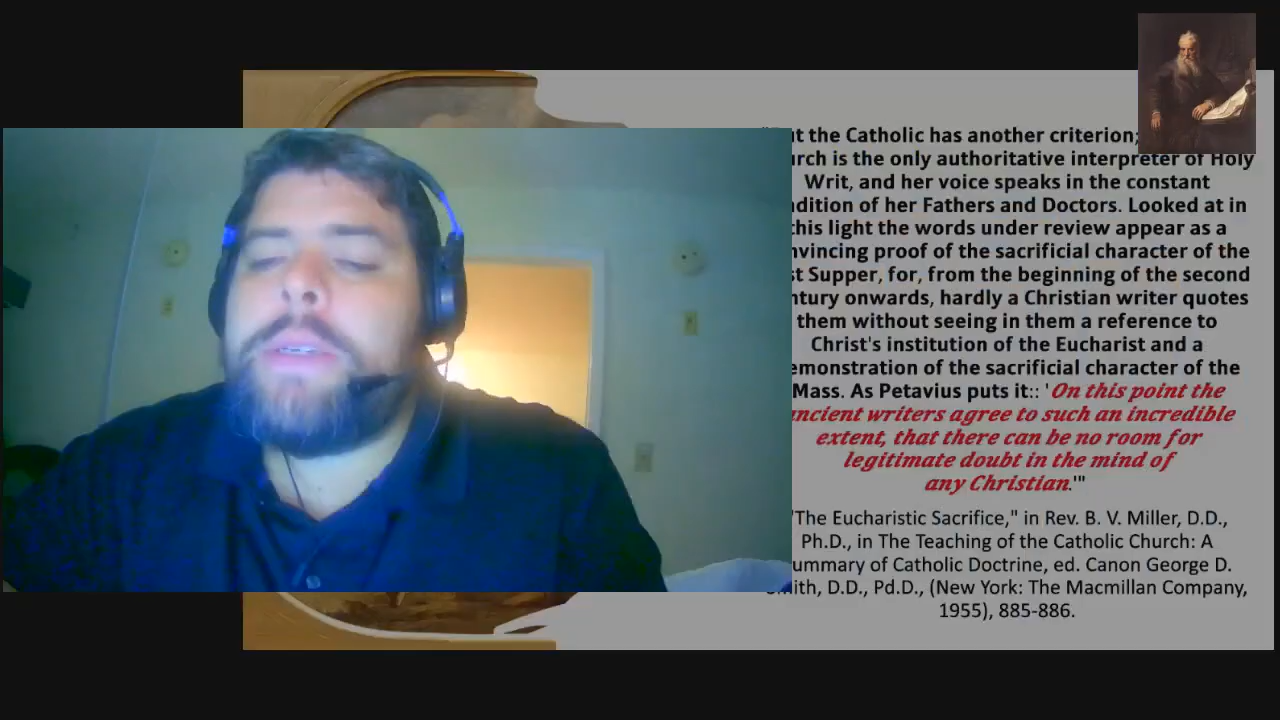 t the Catholic has another criterion;
urch is the only authoritative interpreter of Holy
Writ, and her voice speaks in the constant
dition of her Fathers and Doctors. Looked at in
this light the words under review appear as a
nvincing proof of the sacrificial character of the
st Supper, for, from the beginning of the second
ntury onwards, hardly a Christian writer quotes
them without seeing in them a reference to
Christ's institution of the Eucharist and a
emonstration of the sacrificial character of the
Mass. As Petavius puts it:: 'On this point the
ancient writers agree to such an incredible
extent, that there can be no room for
legitimate doubt in the mind of
any Christian.'"
"The Eucharistic Sacrifice," in Rev. B. V. Miller, D.D.,
Ph.D., in The Teaching of the Catholic Church: A
ummary of Catholic Doctrine, ed. Canon George D.
Smith, D.D., Pd.D., (New York: The Macmillan Company,
1955), 885-886.